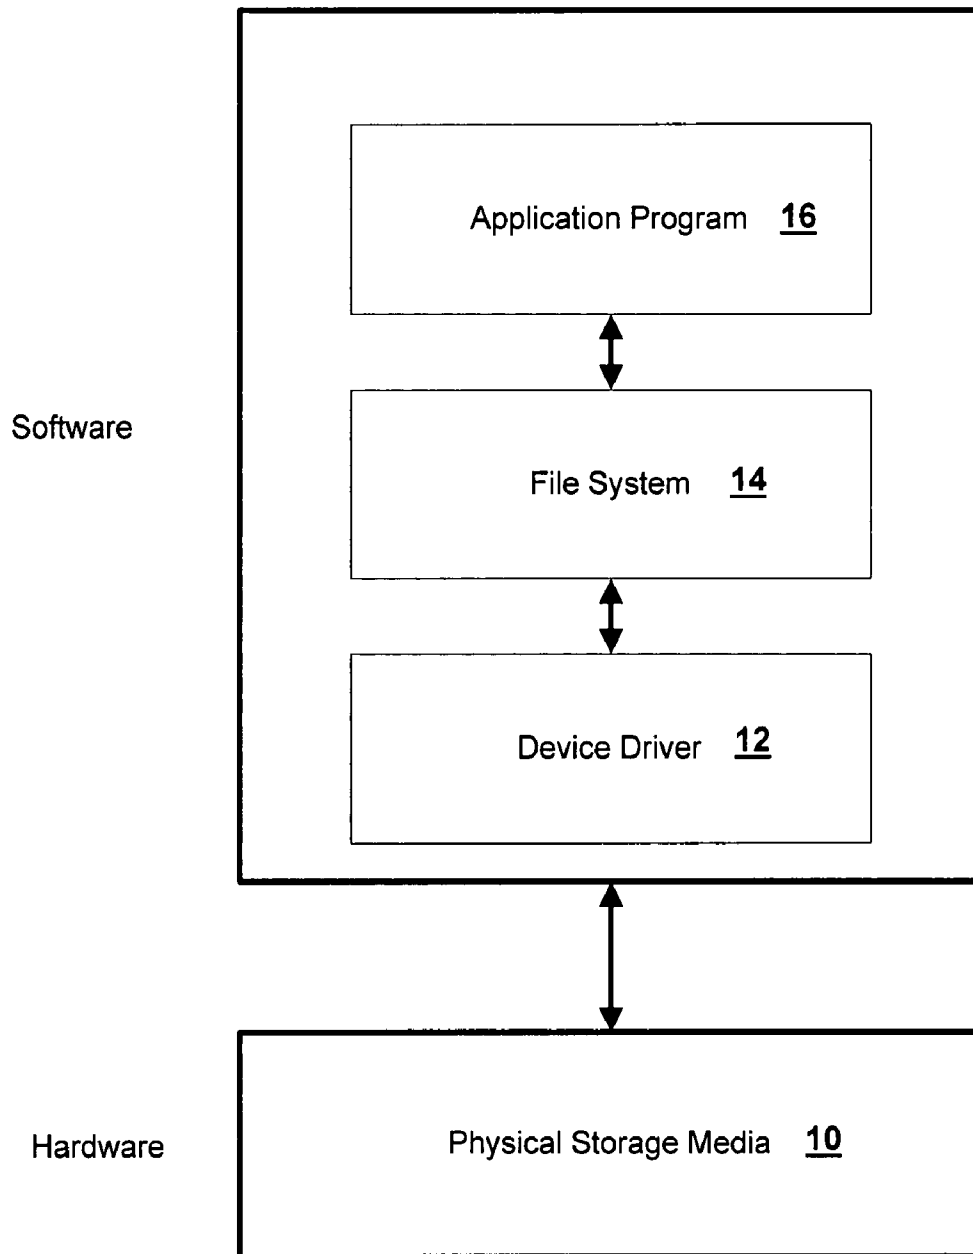 Application Program 16
Software
File System 14
Device Driver 12
Hardware
Physical Storage Media 10